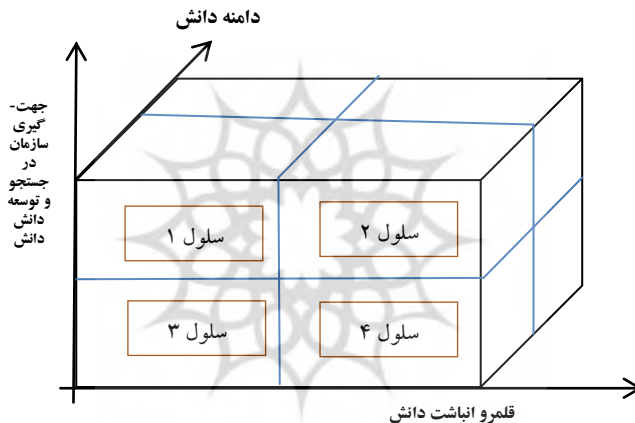 دامنه دانش
جهت-
گیری
سازمان
در
جستجو
و توسعه
دانش
دانش
سلول ۱
سلول ۲
سلول ۳
سلول ۴
قلمرو انباشت دانش